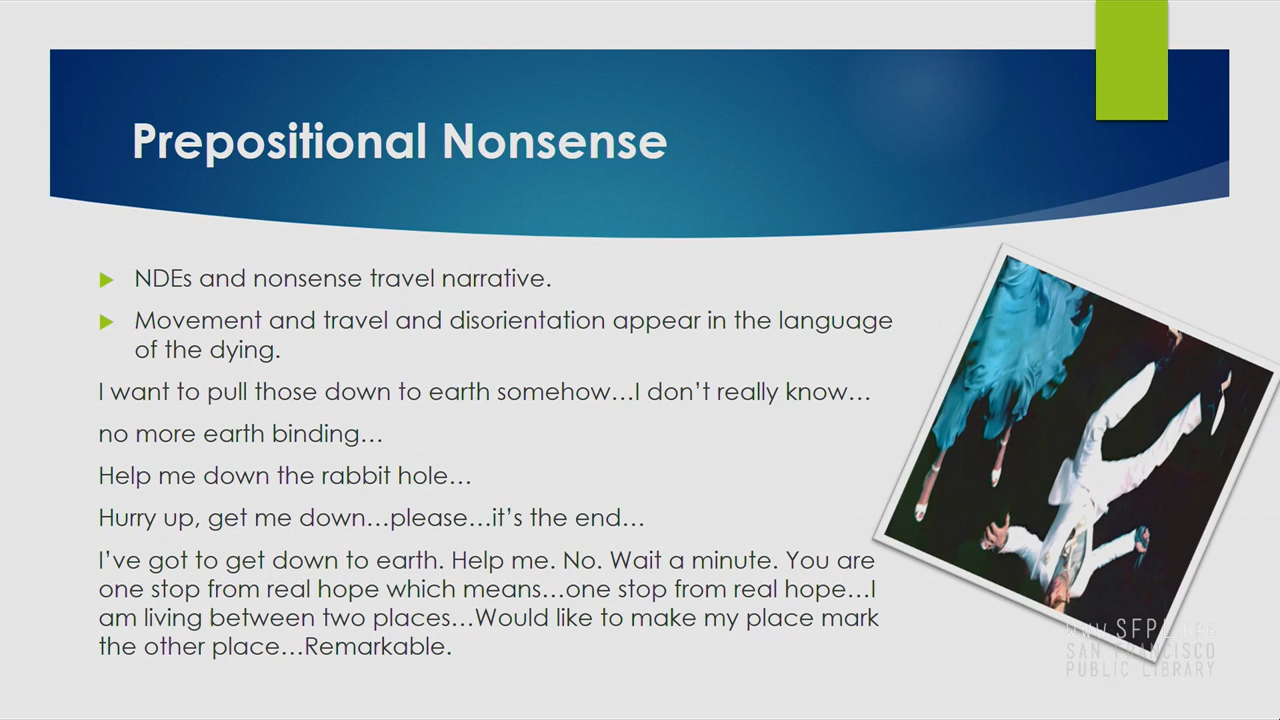 Prepositional Nonsense
NDEs and nonsense travel narrative.
Movement and travel and disorientation appear in the language
of the dying.
I want to pull those down to earth somehow…I don’t really know…
no more earth binding…
Help me down the rabbit hole…
Hurry up, get me down…please…it’s the end…
I’ve got to get down to earth. Help me. No. Wait a minute. You are
one stop from real hope which means…one stop from real hope…I
am living between two places…Would like to make my place mark
the other place…Remarkable.
WWW.SFPL.ORG
SAN FRANCISCO
PUBLIC LIBRARY